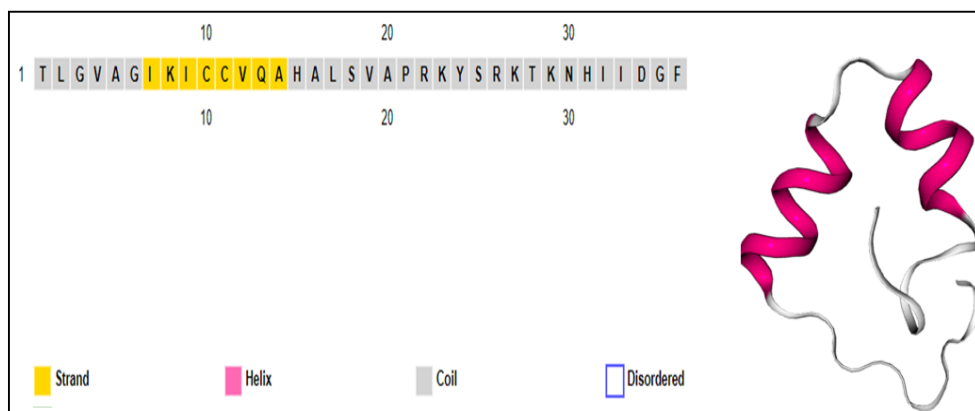 10 20 30
1 T L G V A G I K I C C V Q A H A L S V A P R K Y S R K T K N H I I D G F
10 20 30
Strand Helix Coil Disordered